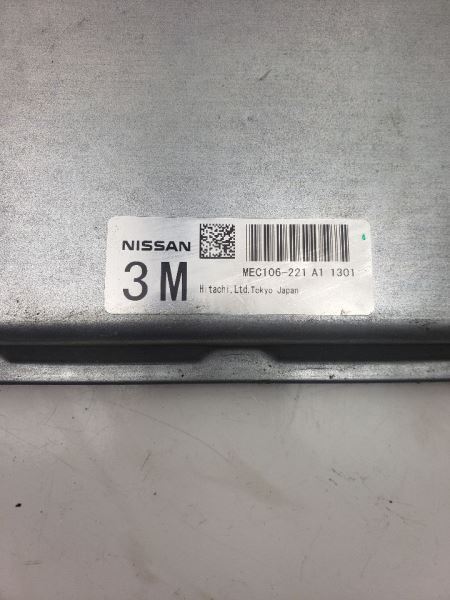 NISSAN
3M
MEC106-221 A1 1301
Hitachi,Ltd.Tokyo Japan